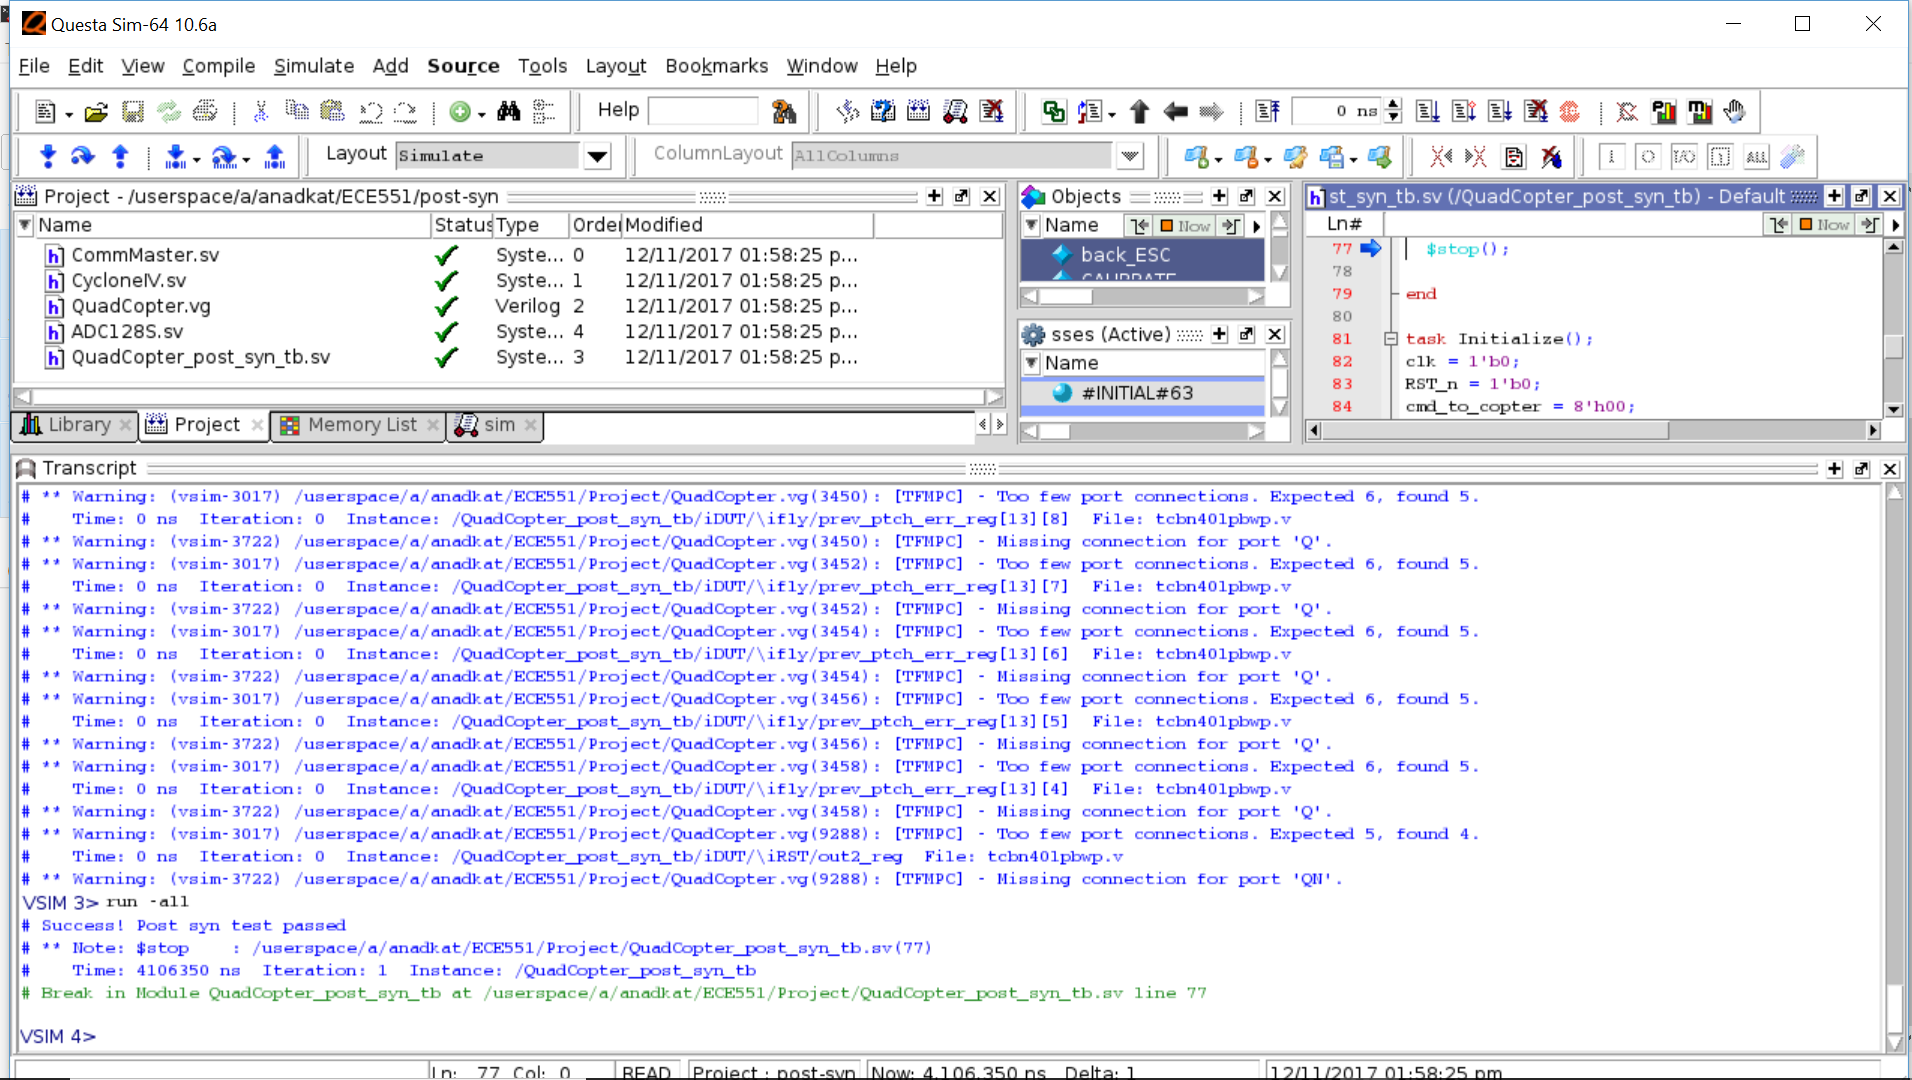 Questa Sim-64 10.6a
File Edit View Compile Simulate Add Source Tools Layout Bookmarks Window Help
Help
0 ns
Layout Simulate
ColumnLayout AllColumns
Project - /userspace/a/anadkat/ECE551/post-syn
Name Status Type Order Modified
CommMaster.sv Syste... 0 12/11/2017 01:58:25 p...
CycloneIV.sv Syste... 1 12/11/2017 01:58:25 p...
QuadCopter.vg Verilog 2 12/11/2017 01:58:25 p...
ADC128S.sv Syste... 4 12/11/2017 01:58:25 p...
QuadCopter_post_syn_tb.sv Syste... 3 12/11/2017 01:58:25 p...
Library Project Memory List sim
Objects
Name Now
back_ESC
CALIBRATE
sses (Active)
Name
#INITIAL#63
st_syn_tb.sv (/QuadCopter_post_syn_tb) - Default
Ln# Now
77 $stop();
78
79 end
80
81 task Initialize();
82 clk = 1'b0;
83 RST_n = 1'b0;
84 cmd_to_copter = 8'h00;
Transcript
# ** Warning: (vsim-3017) /userspace/a/anadkat/ECE551/Project/QuadCopter.vg(3450): [TFMPC] - Too few port connections. Expected 6, found 5.
# Time: 0 ns Iteration: 0 Instance: /QuadCopter_post_syn_tb/iDUT/\ifly/prev_ptch_err_reg[13][8] File: tcbn40lpbwp.v
# ** Warning: (vsim-3722) /userspace/a/anadkat/ECE551/Project/QuadCopter.vg(3450): [TFMPC] - Missing connection for port 'Q'.
# ** Warning: (vsim-3017) /userspace/a/anadkat/ECE551/Project/QuadCopter.vg(3452): [TFMPC] - Too few port connections. Expected 6, found 5.
# Time: 0 ns Iteration: 0 Instance: /QuadCopter_post_syn_tb/iDUT/\ifly/prev_ptch_err_reg[13][7] File: tcbn40lpbwp.v
# ** Warning: (vsim-3722) /userspace/a/anadkat/ECE551/Project/QuadCopter.vg(3452): [TFMPC] - Missing connection for port 'Q'.
# ** Warning: (vsim-3017) /userspace/a/anadkat/ECE551/Project/QuadCopter.vg(3454): [TFMPC] - Too few port connections. Expected 6, found 5.
# Time: 0 ns Iteration: 0 Instance: /QuadCopter_post_syn_tb/iDUT/\ifly/prev_ptch_err_reg[13][6] File: tcbn40lpbwp.v
# ** Warning: (vsim-3722) /userspace/a/anadkat/ECE551/Project/QuadCopter.vg(3454): [TFMPC] - Missing connection for port 'Q'.
# ** Warning: (vsim-3017) /userspace/a/anadkat/ECE551/Project/QuadCopter.vg(3456): [TFMPC] - Too few port connections. Expected 6, found 5.
# Time: 0 ns Iteration: 0 Instance: /QuadCopter_post_syn_tb/iDUT/\ifly/prev_ptch_err_reg[13][5] File: tcbn40lpbwp.v
# ** Warning: (vsim-3722) /userspace/a/anadkat/ECE551/Project/QuadCopter.vg(3456): [TFMPC] - Missing connection for port 'Q'.
# ** Warning: (vsim-3017) /userspace/a/anadkat/ECE551/Project/QuadCopter.vg(3458): [TFMPC] - Too few port connections. Expected 6, found 5.
# Time: 0 ns Iteration: 0 Instance: /QuadCopter_post_syn_tb/iDUT/\ifly/prev_ptch_err_reg[13][4] File: tcbn40lpbwp.v
# ** Warning: (vsim-3722) /userspace/a/anadkat/ECE551/Project/QuadCopter.vg(3458): [TFMPC] - Missing connection for port 'Q'.
# ** Warning: (vsim-3017) /userspace/a/anadkat/ECE551/Project/QuadCopter.vg(9288): [TFMPC] - Too few port connections. Expected 5, found 4.
# Time: 0 ns Iteration: 0 Instance: /QuadCopter_post_syn_tb/iDUT/\iRST/out2_reg File: tcbn40lpbwp.v
# ** Warning: (vsim-3722) /userspace/a/anadkat/ECE551/Project/QuadCopter.vg(9288): [TFMPC] - Missing connection for port 'QN'.
VSIM 3> run -all
# Success! Post syn test passed
# ** Note: $stop : /userspace/a/anadkat/ECE551/Project/QuadCopter_post_syn_tb.sv(77)
# Time: 4106350 ns Iteration: 1 Instance: /QuadCopter_post_syn_tb
# Break in Module QuadCopter_post_syn_tb at /userspace/a/anadkat/ECE551/Project/QuadCopter_post_syn_tb.sv line 77
VSIM 4>
Ln: 77 Col: 0 READ Project : post-syn Now: 4,106,350 ns Delta: 1 12/11/2017 01:58:25 pm